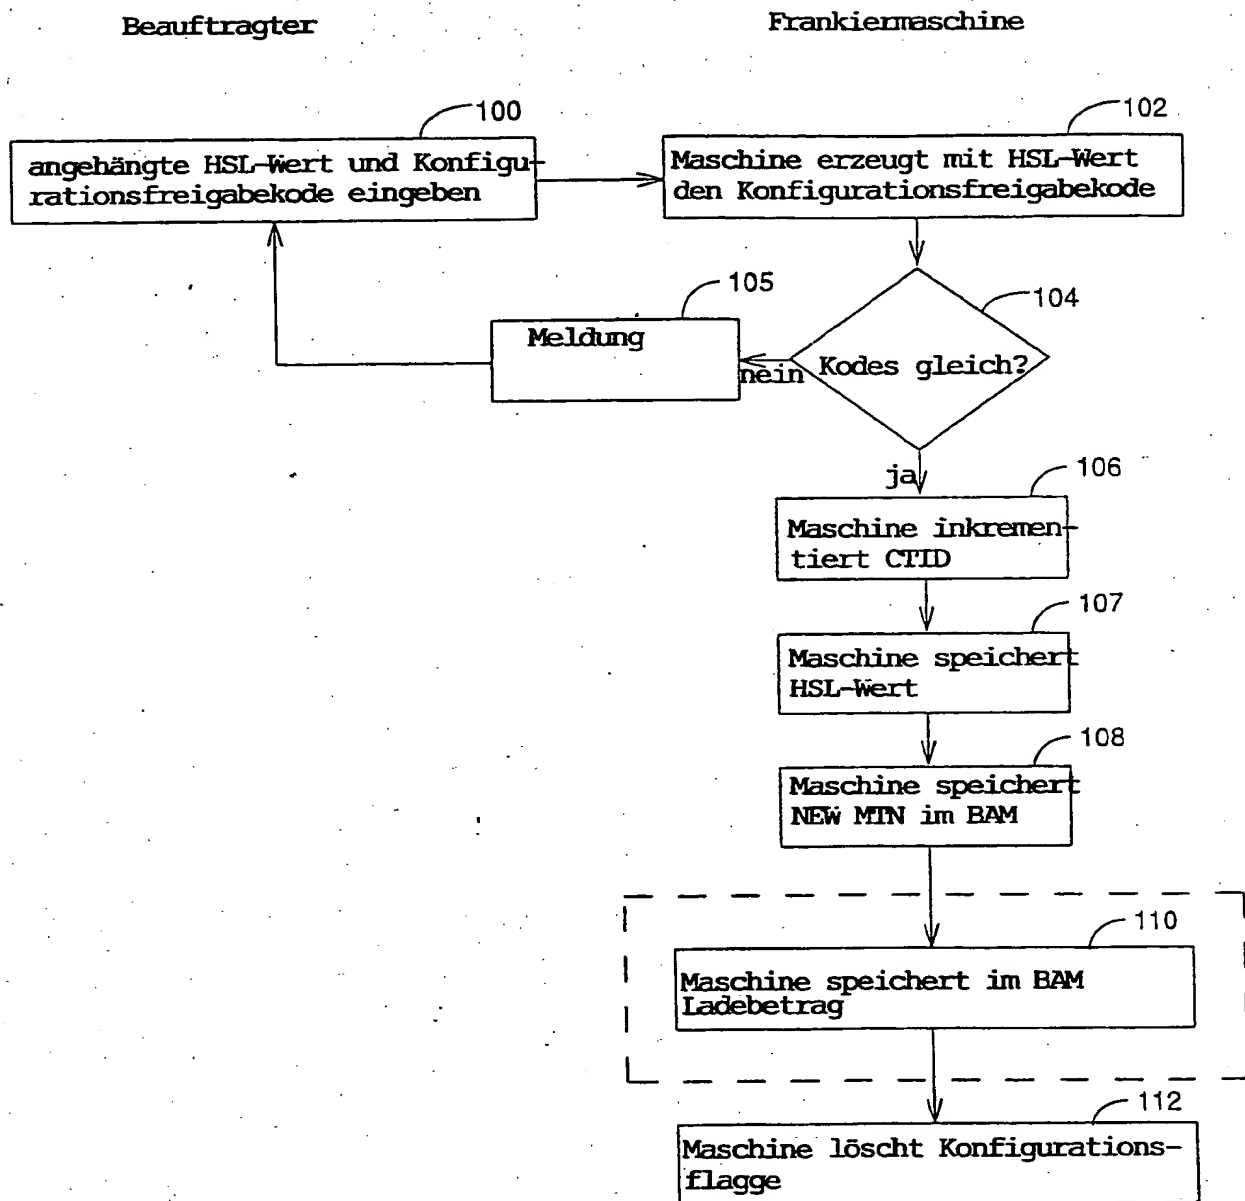 Beauftragter
Frankiermaschine
100
angehängte HSL-Wert und Konfigu-
rationsfreigabekode eingeben
102
Maschine erzeugt mit HSL-Wert
den Konfigurationsfreigabekode
105
Meldung
104
Kodes gleich?
nein
ja
106
Maschine inkremen-
tiert CTID
107
Maschine speichert
HSL-Wert
108
Maschine speichert
NEW MTN im BAM
110
Maschine speichert im BAM
Ladebetrag
112
Maschine löscht Konfigurations-
flagge